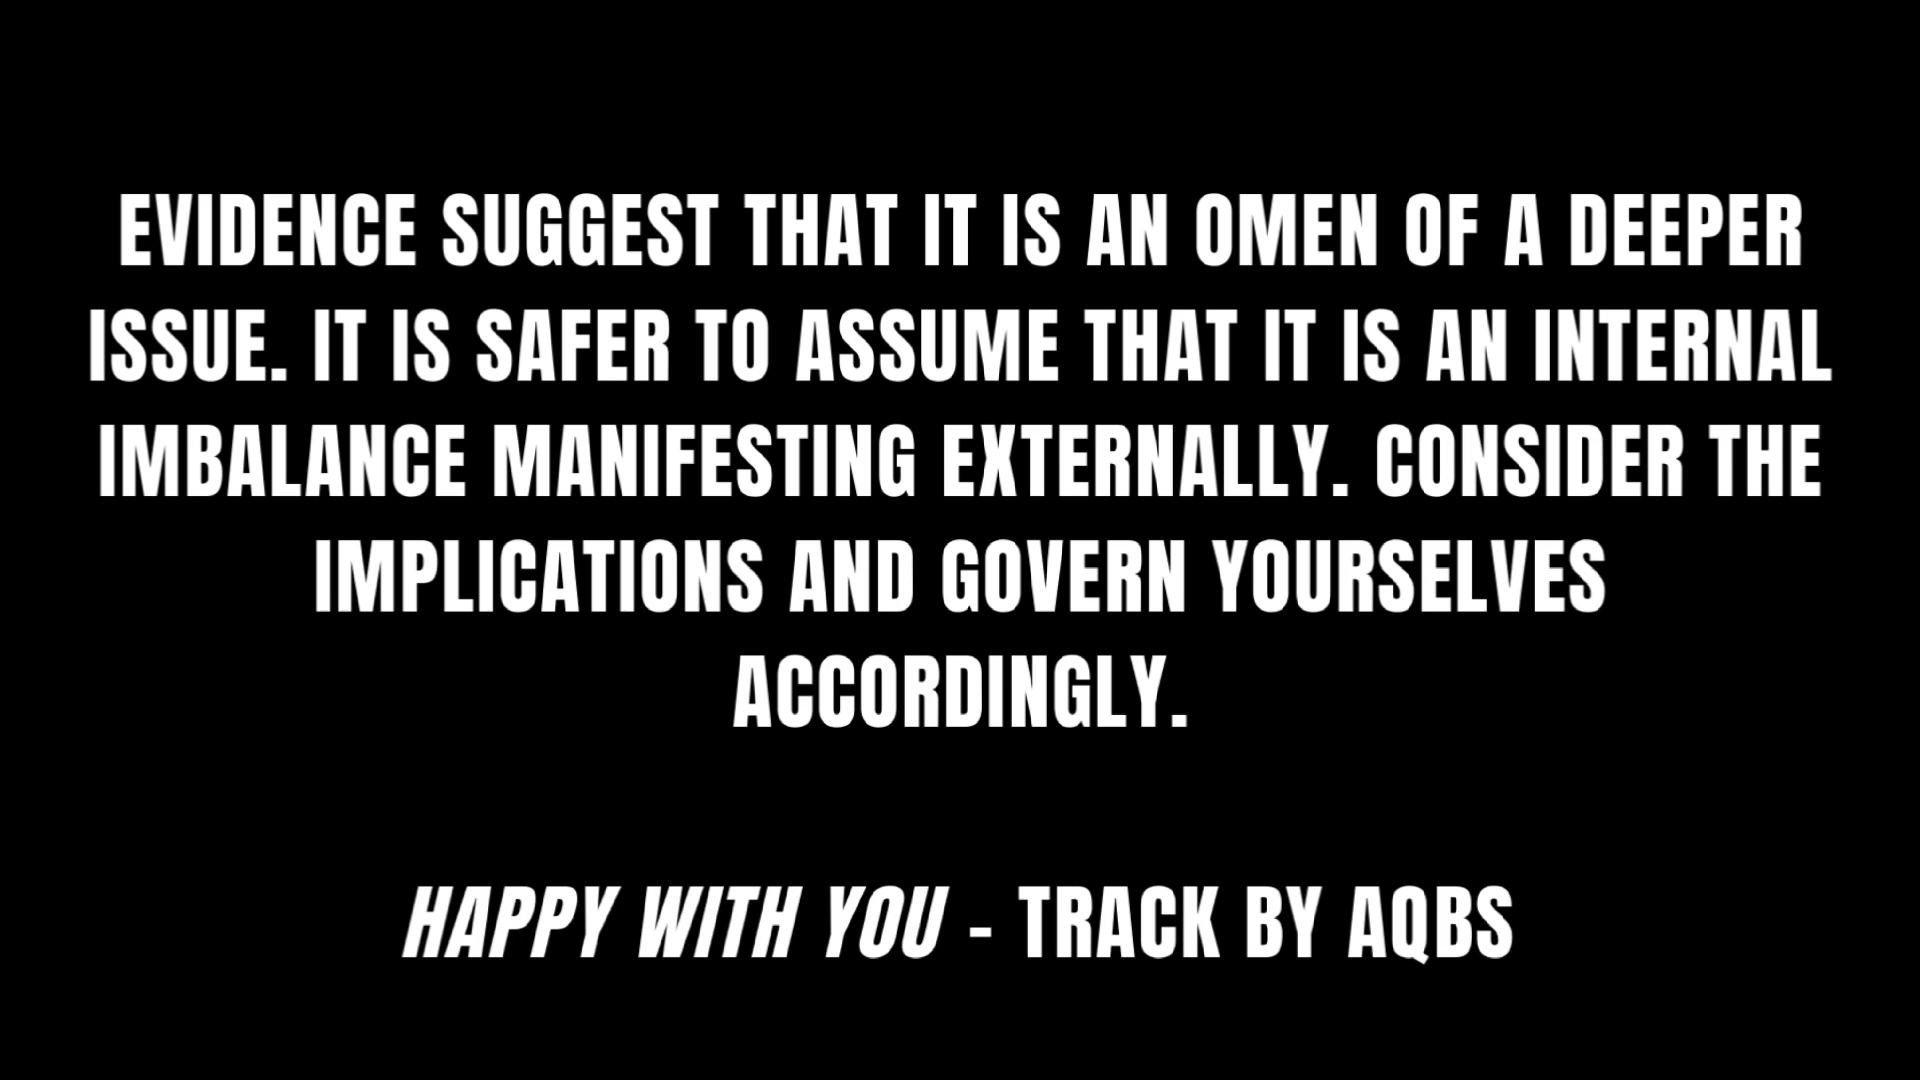 EVIDENCE SUGGEST THAT IT IS AN OMEN OF A DEEPER
ISSUE. IT IS SAFER TO ASSUME THAT IT IS AN INTERNAL
IMBALANCE MANIFESTING EXTERNALLY. CONSIDER THE
IMPLICATIONS AND GOVERN YOURSELVES
ACCORDINGLY.
HAPPY WITH YOU - TRACK BY AQBS